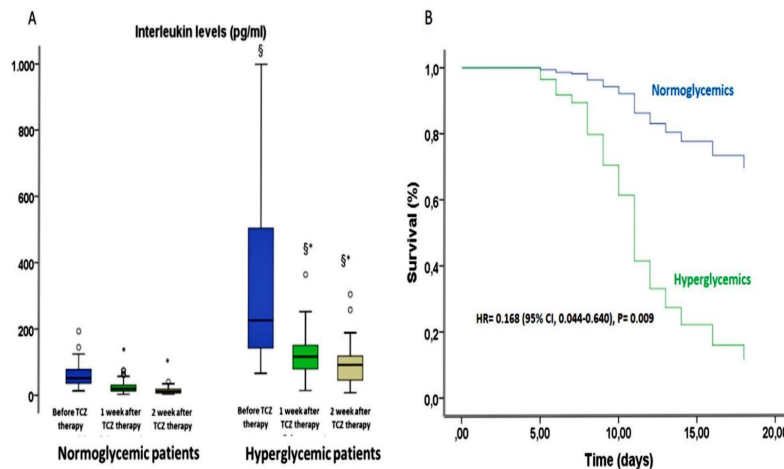 A
Interleukin levels (pg/ml)
§
1.000
800
600
400
200
0
§*
§*
*
*
Before TCZ therapy
1 week after TCZ therapy
2 week after TCZ therapy
Before TCZ therapy
1 week after TCZ therapy
2 week after TCZ therapy
Normoglycemic patients
Hyperglycemic patients
B
Survival (%)
1,0
0,8
0,6
0,4
0,2
0,0
Normoglycemics
Hyperglycemics
HR= 0.168 (95% CI, 0.044-0.640), P= 0.009
,00
5,00
10,00
15,00
20,00
Time (days)